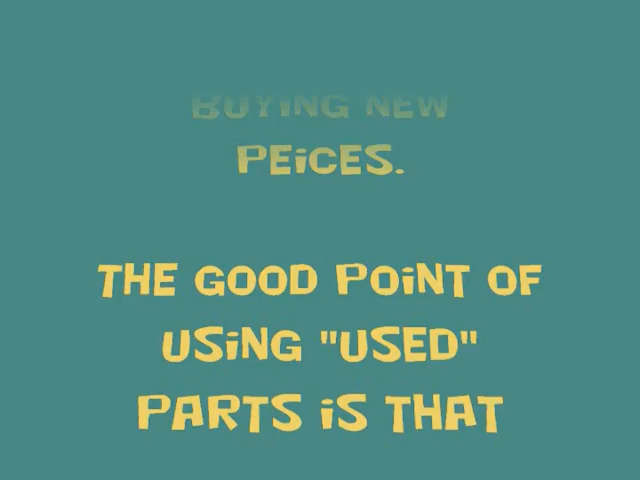 BUYING NEW
PEICES.
THE GOOD POINT OF
USING "USED"
PARTS IS THAT